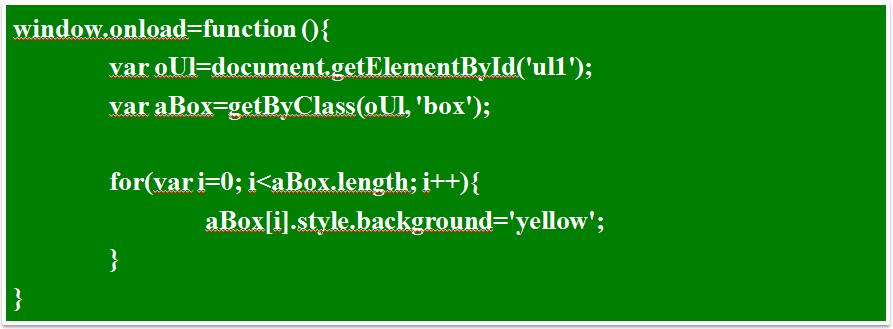 window.onload=function (){
var oUl=document.getElementById('ul1');
var aBox=getByClass(oUl, 'box');
for(var i=0; i<aBox.length; i++){
aBox[i].style.background='yellow';
}
}